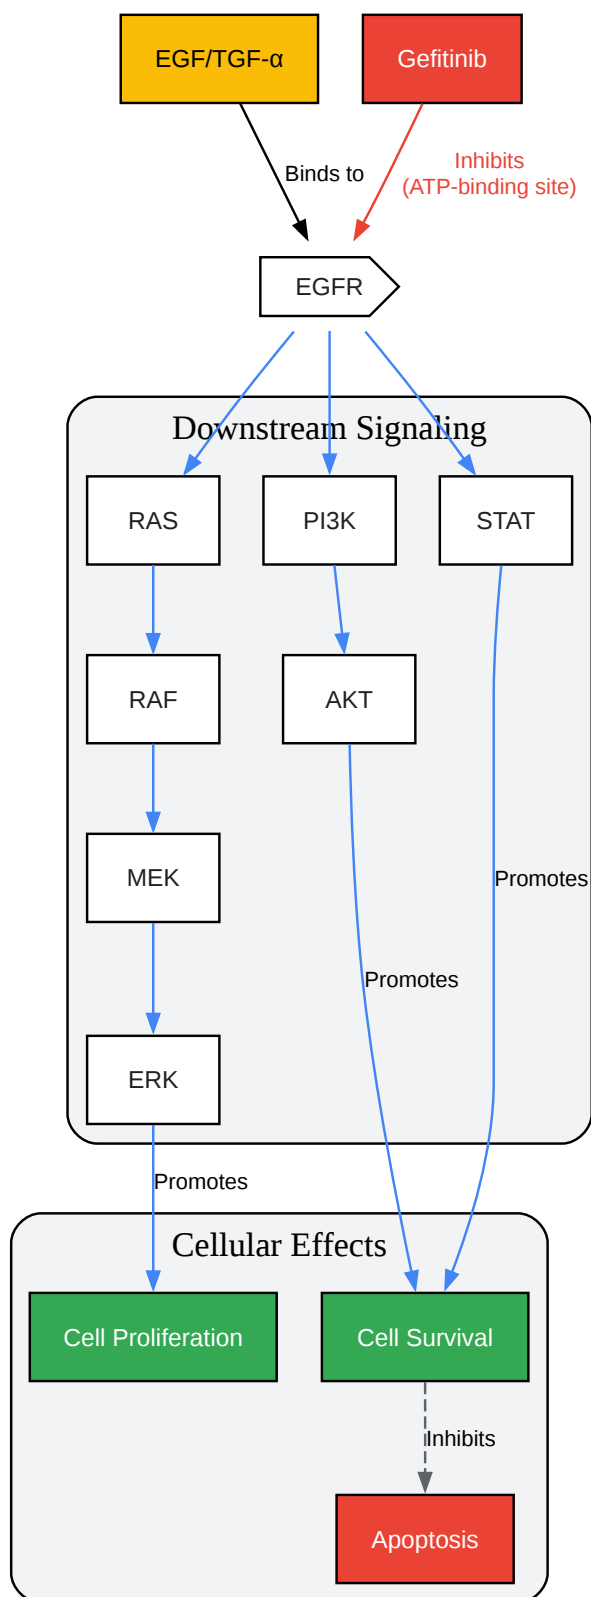 EGF/TGF-α
Gefitinib
Binds to
Inhibits
(ATP-binding site)
EGFR
Downstream Signaling
RAS
PI3K
STAT
RAF
AKT
MEK
Promotes
Promotes
ERK
Promotes
Cellular Effects
Cell Proliferation
Cell Survival
Inhibits
Apoptosis